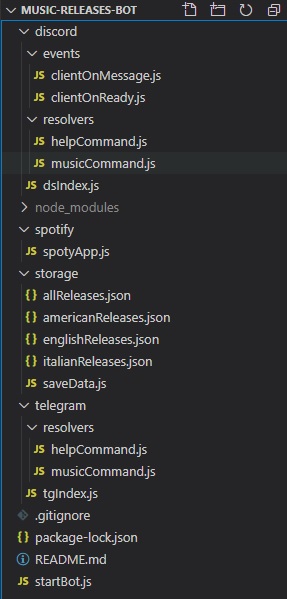 MUSIC-RELEASES-BOT
discord
events
JS clientOnMessage.js
JS clientOnReady.js
resolvers
JS helpCommand.js
JS musicCommand.js
JS dsIndex.js
node_modules
spotify
JS spotyApp.js
storage
{} allReleases.json
{} americanReleases.json
{} englishReleases.json
{} italianReleases.json
JS saveData.js
telegram
resolvers
JS helpCommand.js
JS musicCommand.js
JS tgIndex.js
.gitignore
{} package-lock.json
README.md
JS startBot.js